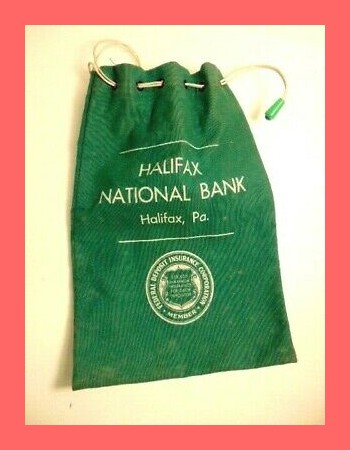 HALIFAX
NATIONAL BANK
Halifax, Pa.
FEDERAL DEPOSIT INSURANCE CORPORATION
MEMBER